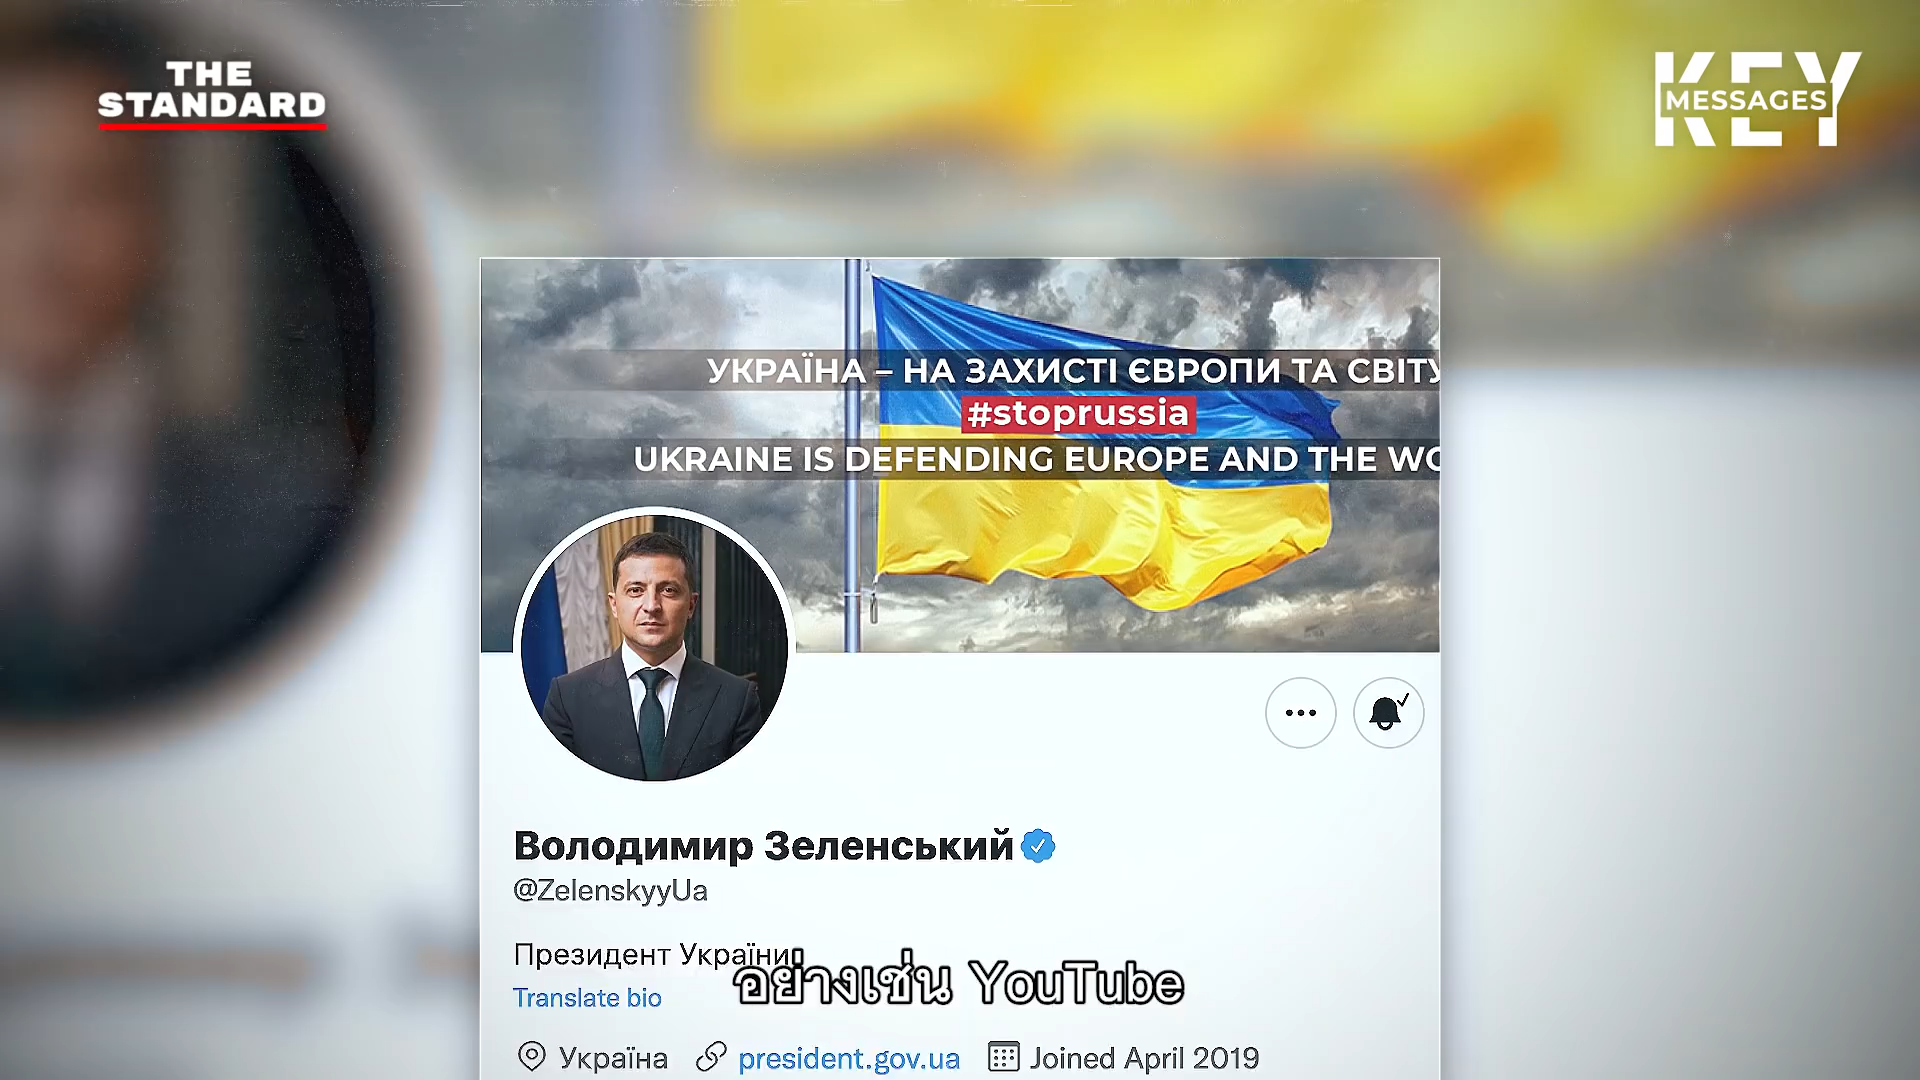 THE
STANDARD
KEY
MESSAGES
УКРАЇНА – НА ЗАХИСТІ ЄВРОПИ ТА СВІТУ
#stoprussia
UKRAINE IS DEFENDING EUROPE AND THE WO
Володимир Зеленський
@ZelenskyyUa
Президент України
Translate bio
อย่างเช่น YouTube
Україна president.gov.ua Joined April 2019